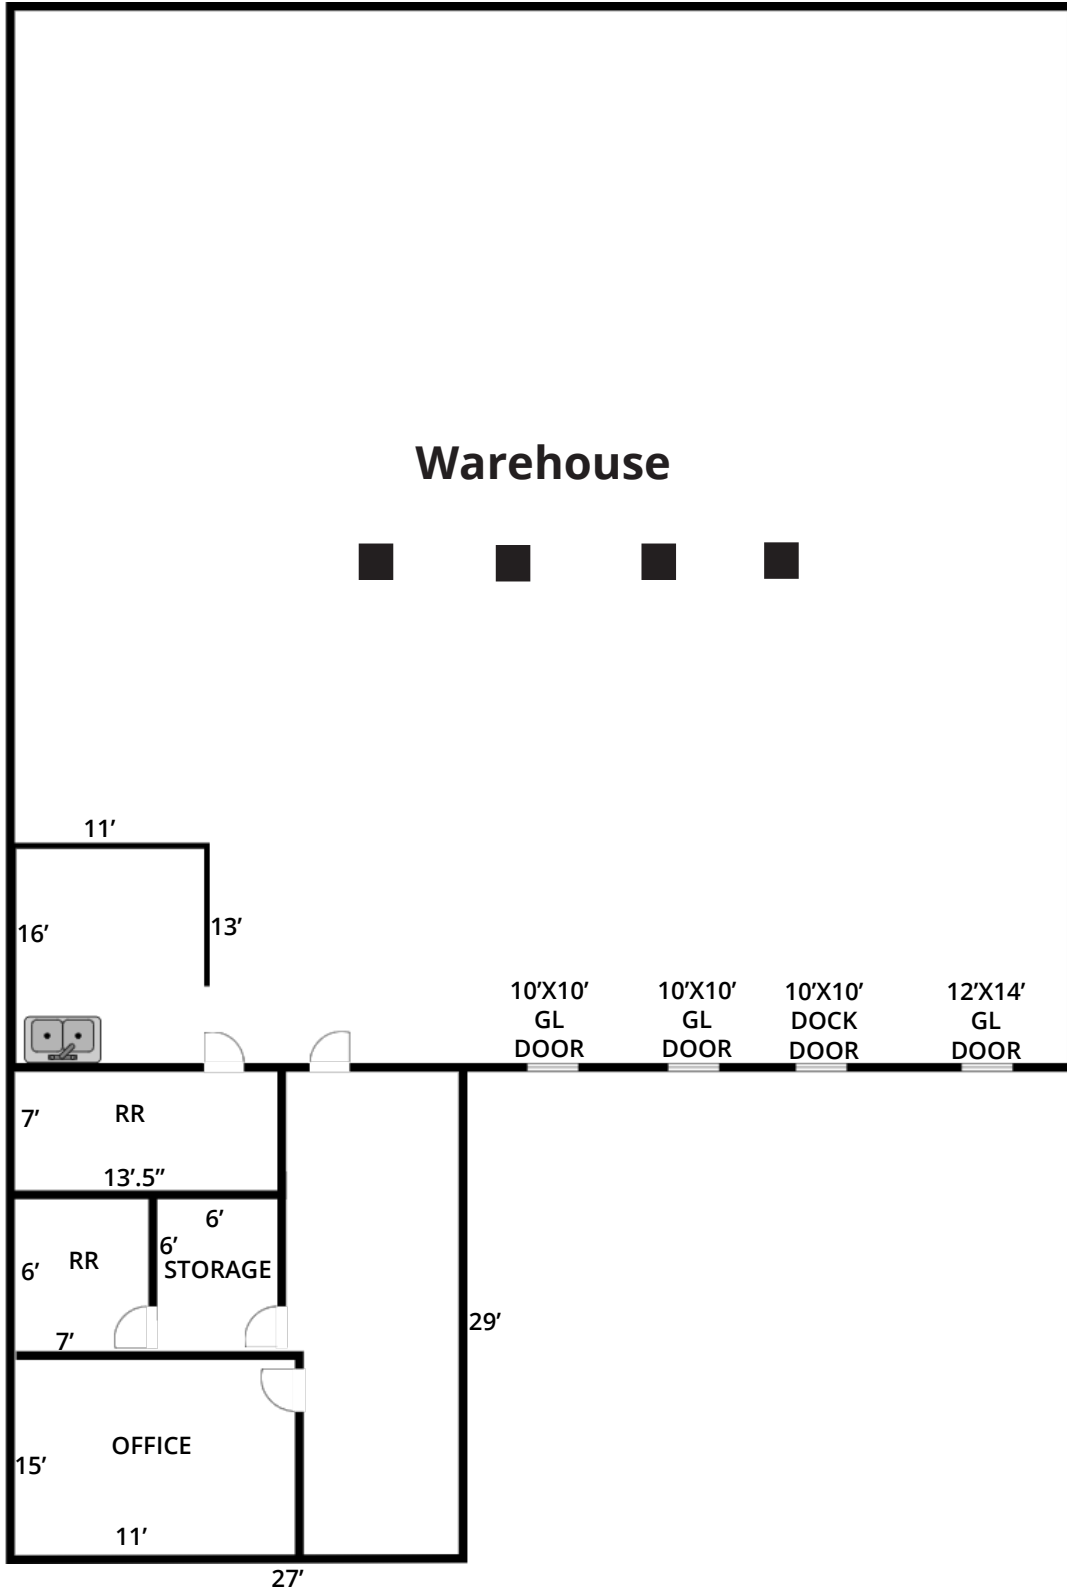 Warehouse
11’
16’
13’
10’X10’
GL
DOOR
10’X10’
GL
DOOR
10’X10’
DOCK
DOOR
12’X14’
GL
DOOR
7’
RR
13’.5”
6’
6’
STORAGE
6’
RR
7’
29’
OFFICE
15’
11’
27’